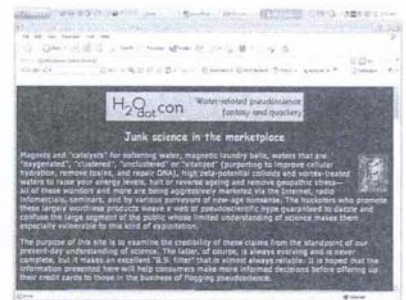 H2O dot con
Water-related pseudoscience
fantasy and quackery
Junk science in the marketplace
Magnets and "catalysts" for softening water, magnetic laundry balls, waters that are
"oxygenated", "clustered", "unclustered" or "vitalized" (purporting to improve cellular
hydration, remove toxins, and repair DNA), high zeta-potential colloids and vortex-treated
waters to raise your energy levels, halt or reverse ageing and remove geopathic stress—
all of these wonders and more are being aggressively marketed via the Internet, radio
infomercials, seminars, and by various purveyors of new-age nonsense. The hucksters who promote
these largely worthless products weave a web of pseudoscientific hype guaranteed to dazzle and
confuse the large segment of the public whose limited understanding of science makes them
especially vulnerable to this kind of exploitation.
The purpose of this site is to examine the credibility of these claims from the standpoint of our
present-day understanding of science. The latter, of course, is always evolving and is never
complete, but it makes an excellent "B.S. filter" that is almost always reliable. It is hoped that the
information presented here will help consumers make more informed decisions before offering up
their credit cards to those in the business of flogging pseudoscience.